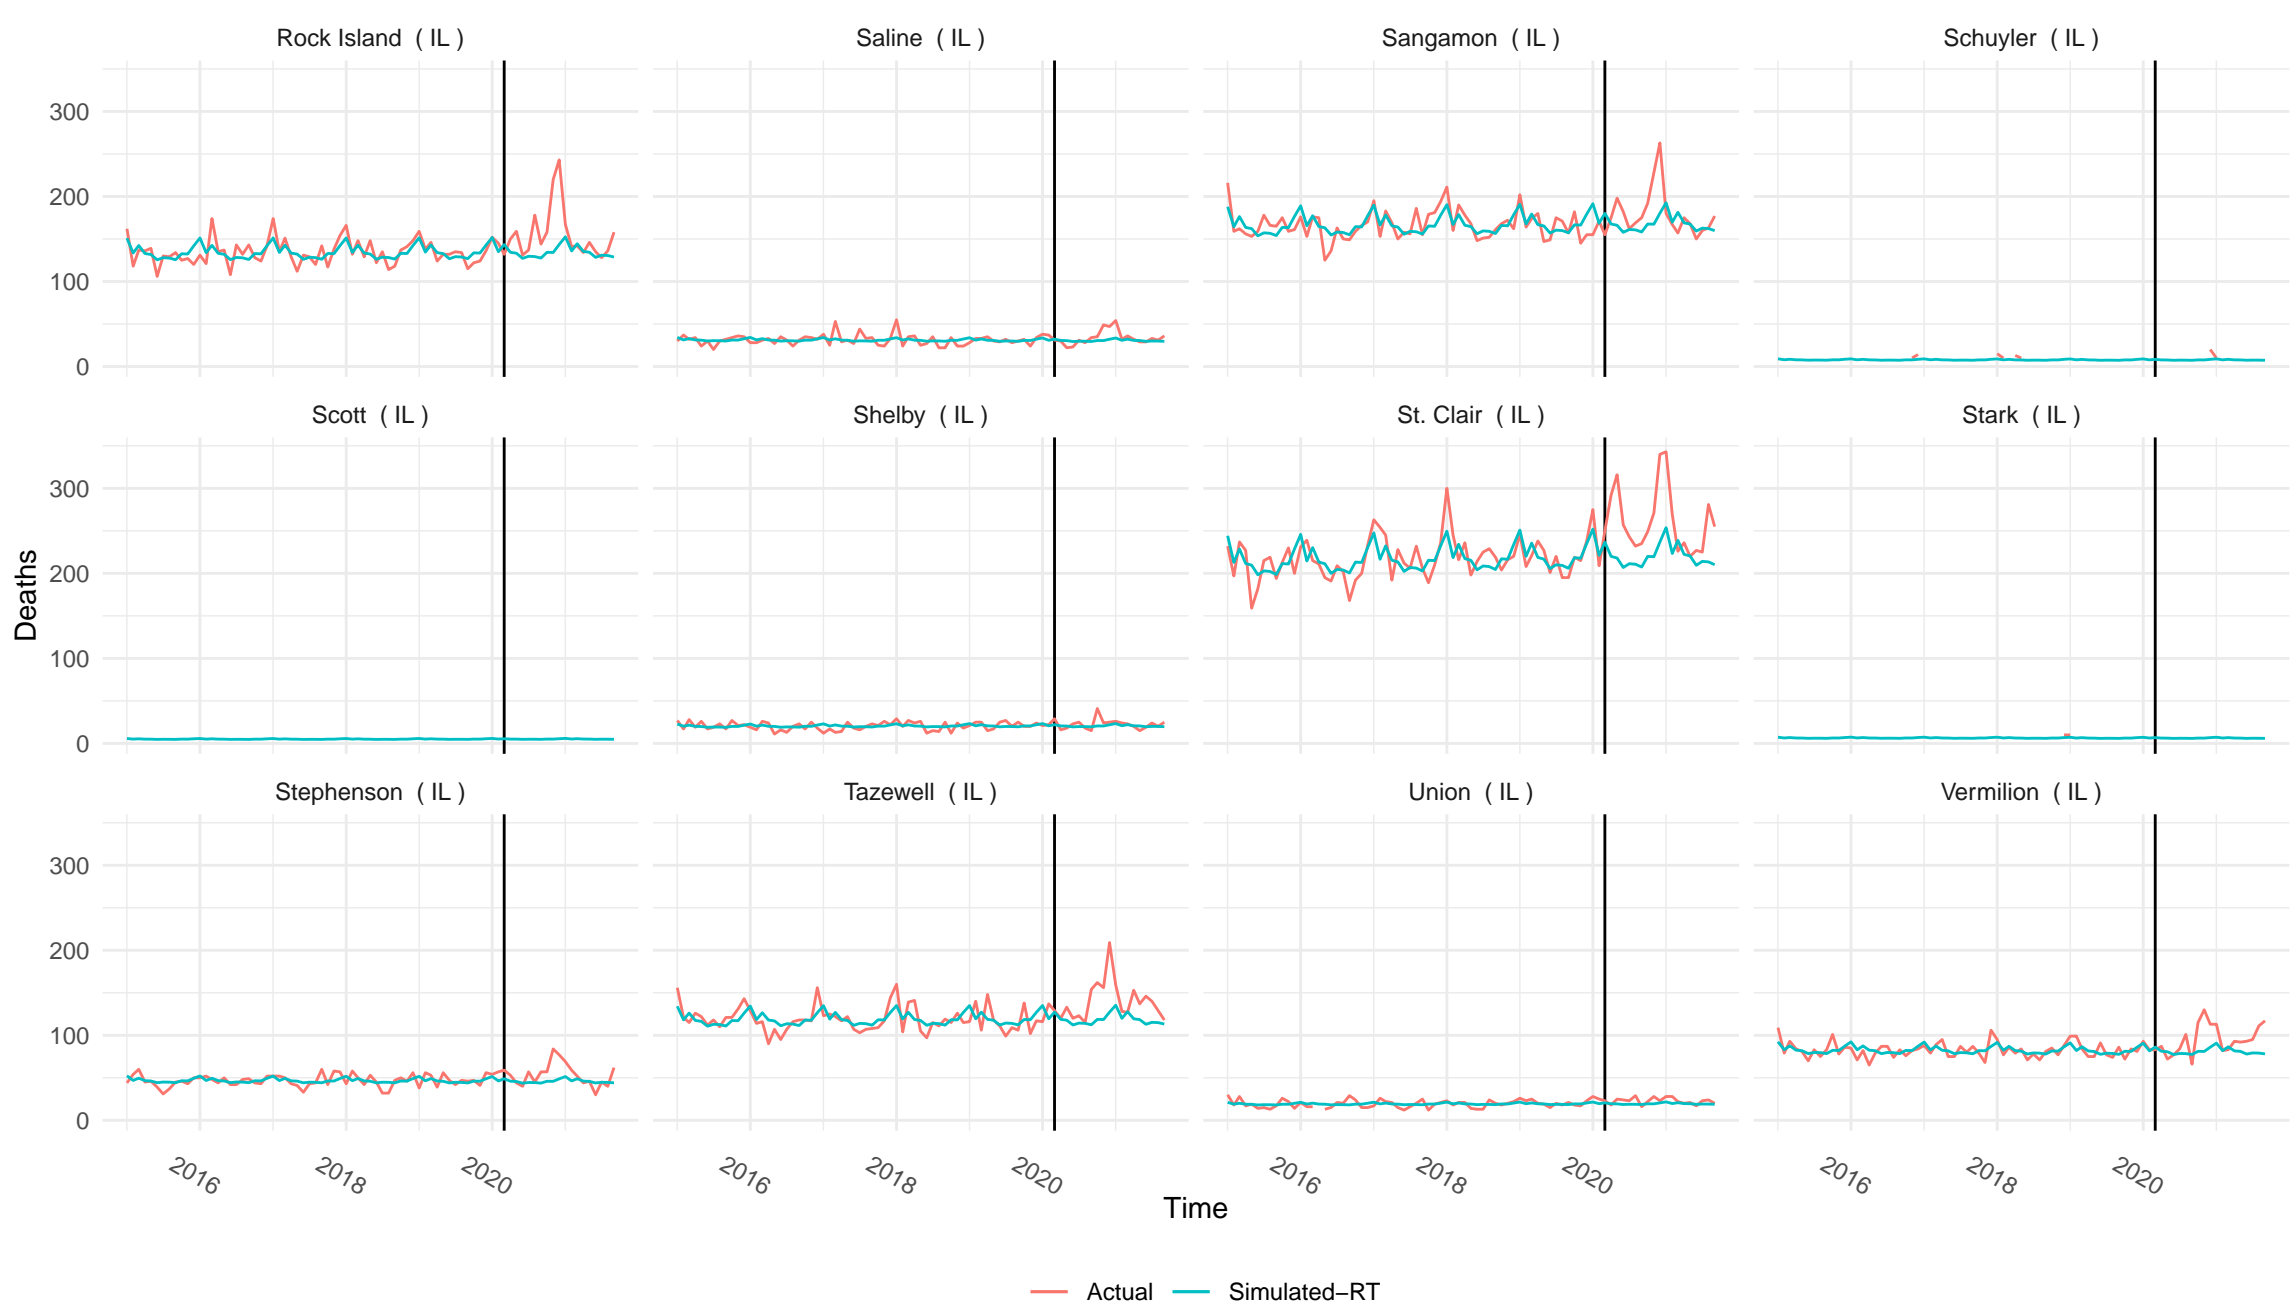 Rock Island ( IL )
Saline ( IL )
Sangamon ( IL )
Schuyler ( IL )
300
200
100
0
Scott ( IL )
Shelby ( IL )
St. Clair ( IL )
Stark ( IL )
300
200
100
0
Deaths
Stephenson ( IL )
Tazewell ( IL )
Union ( IL )
Vermilion ( IL )
300
200
100
0
2016 2018 2020
2016 2018 2020
2016 2018 2020
2016 2018 2020
Time
Actual Simulated−RT